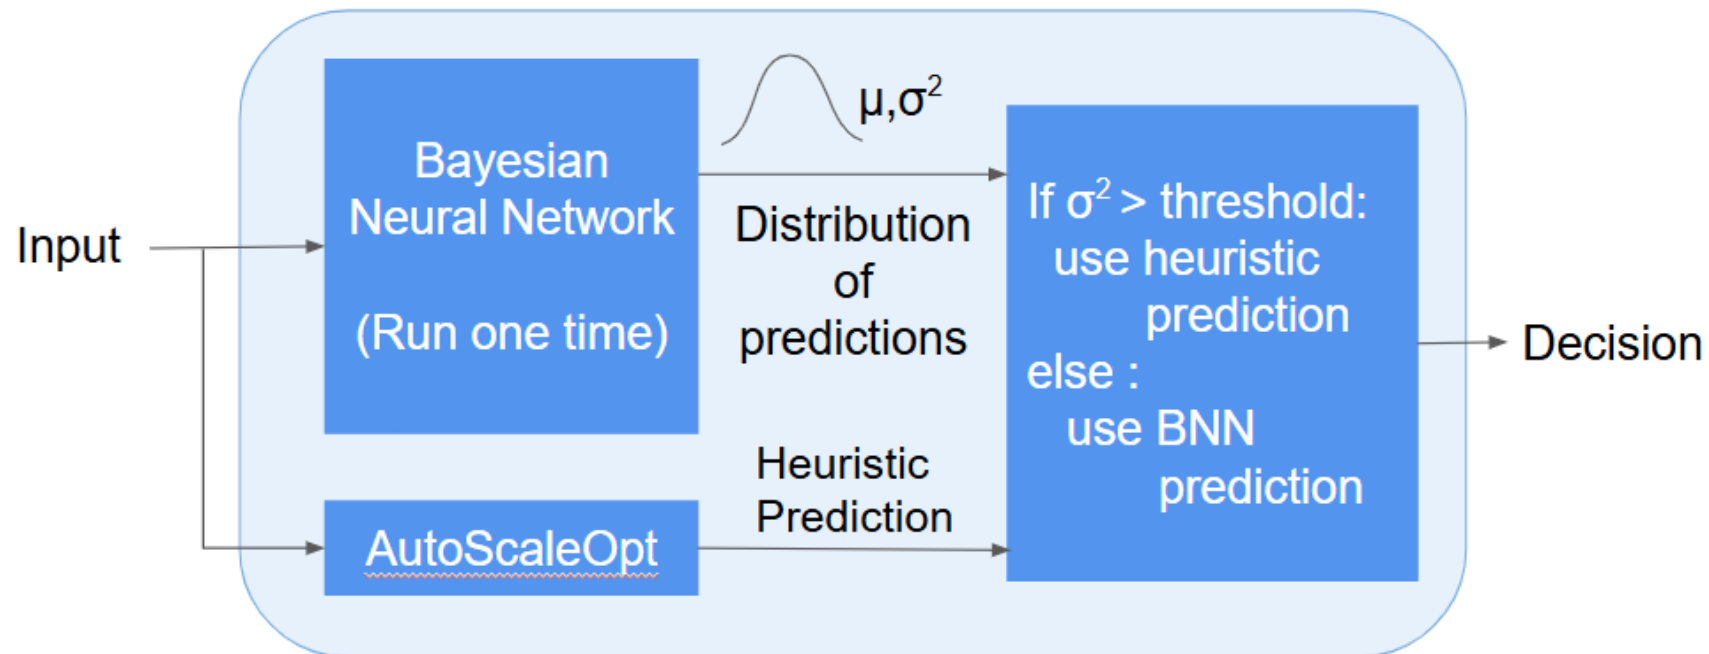 Input
Bayesian
Neural Network
(Run one time)
μ,σ²
Distribution
of
predictions
AutoScaleOpt
Heuristic
Prediction
If σ² > threshold:
use heuristic
prediction
else :
use BNN
prediction
Decision